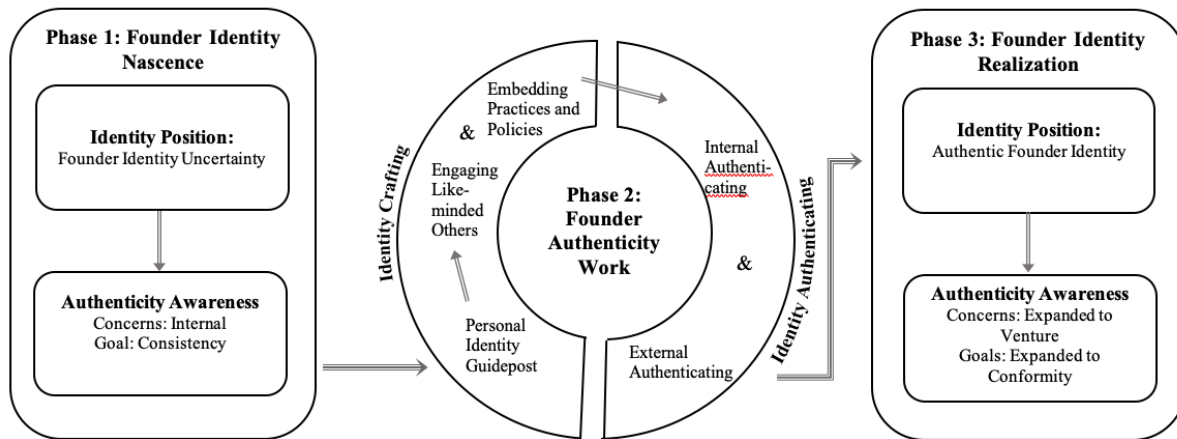 Phase 1: Founder Identity
Nascence
Identity Position:
Founder Identity Uncertainty
Authenticity Awareness
Concerns: Internal
Goal: Consistency
Identity Crafting
Embedding
Practices and
Policies
&
Engaging
Like-
minded
Others
Personal
Identity
Guidepost
Phase 2:
Founder
Authenticity
Work
Internal
Authenti-
cating
&
External
Authenticating
Identity Authenticating
Phase 3: Founder Identity
Realization
Identity Position:
Authentic Founder Identity
Authenticity Awareness
Concerns: Expanded to
Venture
Goals: Expanded to
Conformity